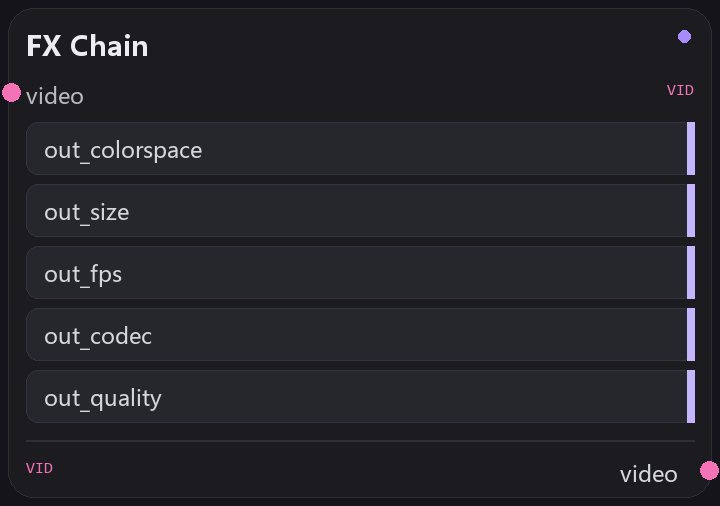 FX Chain
video VID
out_colorspace
out_size
out_fps
out_codec
out_quality
VID video